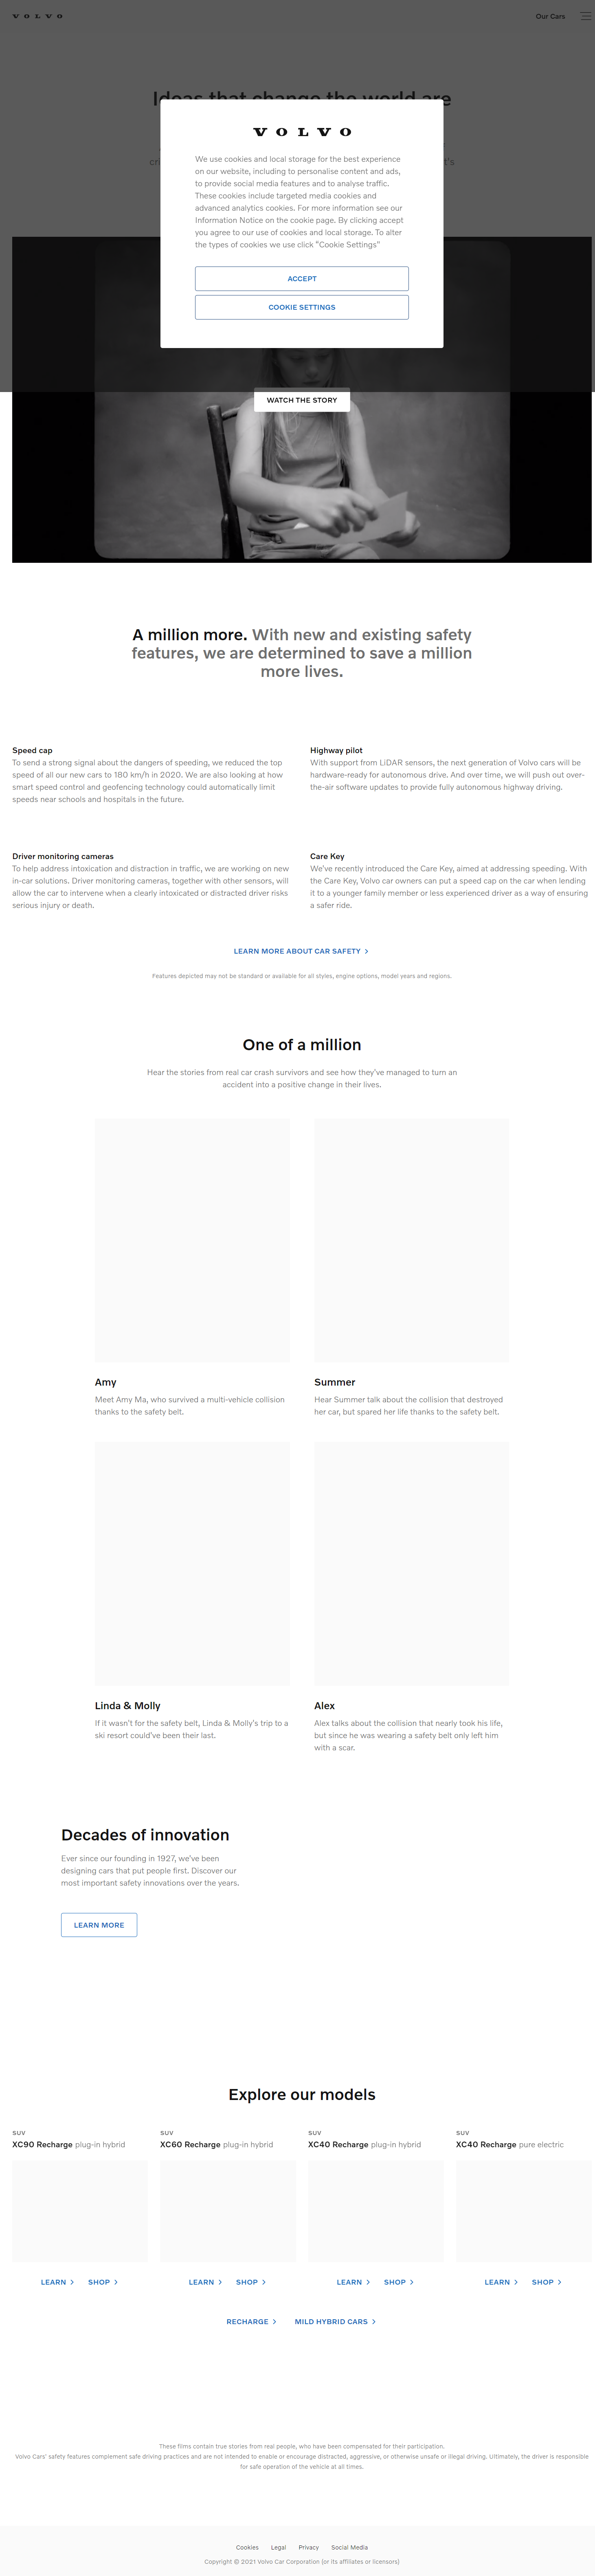 VOLVO
Our Cars
Ideas that change the world are
cri
t's
VOLVO
We use cookies and local storage for the best experience
on our website, including to personalise content and ads,
to provide social media features and to analyse traffic.
These cookies include targeted media cookies and
advanced analytics cookies. For more information see our
Information Notice on the cookie page. By clicking accept
you agree to our use of cookies and local storage. To alter
the types of cookies we use click "Cookie Settings"
ACCEPT
COOKIE SETTINGS
WATCH THE STORY
A million more. With new and existing safety
features, we are determined to save a million
more lives.
Speed cap
To send a strong signal about the dangers of speeding, we reduced the top
speed of all our new cars to 180 km/h in 2020. We are also looking at how
smart speed control and geofencing technology could automatically limit
speeds near schools and hospitals in the future.
Highway pilot
With support from LiDAR sensors, the next generation of Volvo cars will be
hardware-ready for autonomous drive. And over time, we will push out over-
the-air software updates to provide fully autonomous highway driving.
Driver monitoring cameras
To help address intoxication and distraction in traffic, we are working on new
in-car solutions. Driver monitoring cameras, together with other sensors, will
allow the car to intervene when a clearly intoxicated or distracted driver risks
serious injury or death.
Care Key
We've recently introduced the Care Key, aimed at addressing speeding. With
the Care Key, Volvo car owners can put a speed cap on the car when lending
it to a younger family member or less experienced driver as a way of ensuring
a safer ride.
LEARN MORE ABOUT CAR SAFETY
Features depicted may not be standard or available for all styles, engine options, model years and regions.
One of a million
Hear the stories from real car crash survivors and see how they've managed to turn an
accident into a positive change in their lives.
Amy
Meet Amy Ma, who survived a multi-vehicle collision
thanks to the safety belt.
Summer
Hear Summer talk about the collision that destroyed
her car, but spared her life thanks to the safety belt.
Linda & Molly
If it wasn't for the safety belt, Linda & Molly's trip to a
ski resort could've been their last.
Alex
Alex talks about the collision that nearly took his life,
but since he was wearing a safety belt only left him
with a scar.
Decades of innovation
Ever since our founding in 1927, we've been
designing cars that put people first. Discover our
most important safety innovations over the years.
LEARN MORE
Explore our models
SUV
XC90 Recharge plug-in hybrid
LEARN SHOP
SUV
XC60 Recharge plug-in hybrid
LEARN SHOP
SUV
XC40 Recharge plug-in hybrid
LEARN SHOP
SUV
XC40 Recharge pure electric
LEARN SHOP
RECHARGE MILD HYBRID CARS
These films contain true stories from real people, who have been compensated for their participation.
Volvo Cars' safety features complement safe driving practices and are not intended to enable or encourage distracted, aggressive, or otherwise unsafe or illegal driving. Ultimately, the driver is responsible
for safe operation of the vehicle at all times.
Cookies Legal Privacy Social Media
Copyright © 2021 Volvo Car Corporation (or its affiliates or licensors)